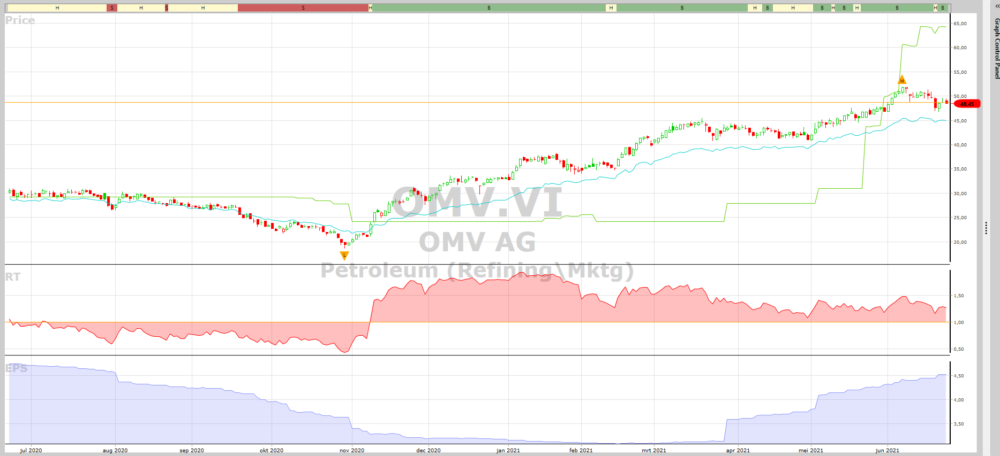 H S H S H S H B H B H B H B H B H B H B
Price
65,00
60,00
55,00
H
50,00
48,45
45,00
40,00
35,00
30,00
25,00
20,00
OMV.VI
OMV AG
L
Petroleum (Refining\Mktg)
RT
1,50
1,00
0,50
EPS
4,50
4,00
3,50
jul 2020 aug 2020 sep 2020 okt 2020 nov 2020 dec 2020 jan 2021 feb 2021 mrt 2021 apr 2021 mei 2021 jun 2021
«
Graph Control Panel